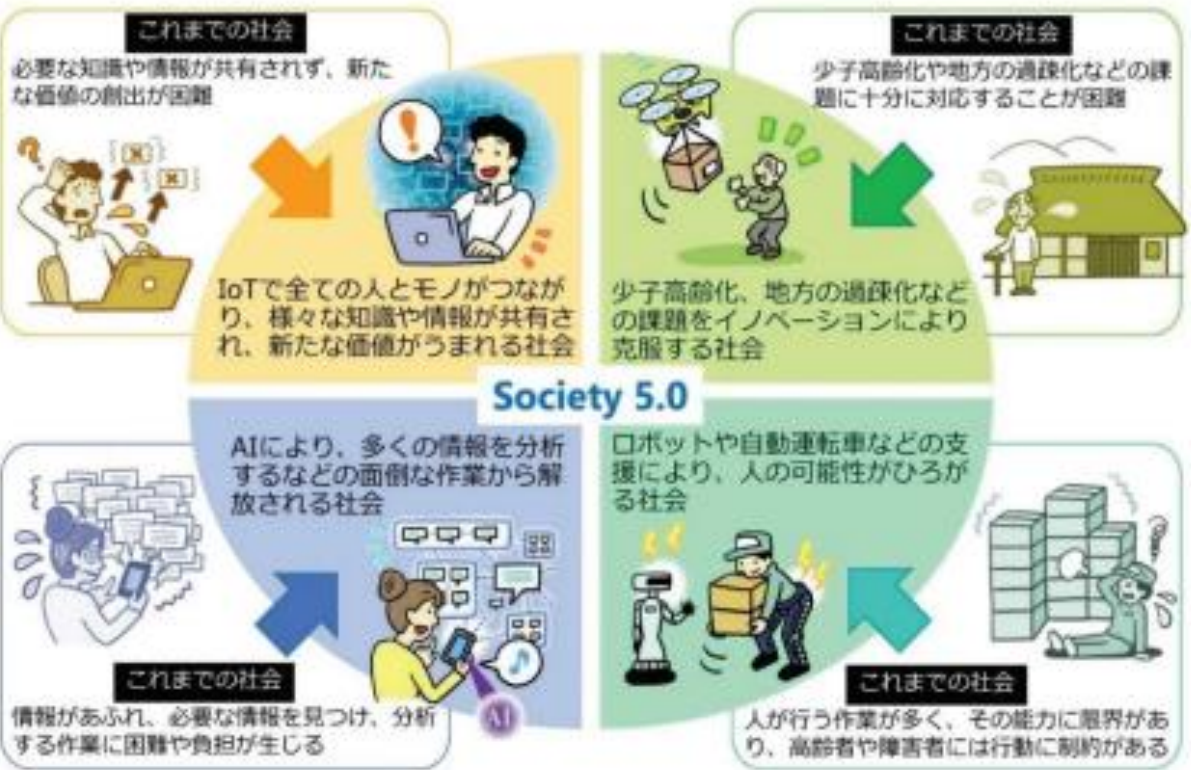 これまでの社会
必要な知識や情報が共有されず、新た
な価値の創出が困難
IoTで全ての人とモノがつなが
り、様々な知識や情報が共有さ
れ、新たな価値がうまれる社会
これまでの社会
少子高齢化や地方の過疎化などの課
題に十分に対応することが困難
少子高齢化、地方の過疎化など
の課題をイノベーションにより
克服する社会
Society 5.0
AIにより、多くの情報を分析
するなどの面倒な作業から解
放される社会
AI
これまでの社会
情報があふれ、必要な情報を見つけ、分析
する作業に困難や負担が生じる
ロボットや自動運転車などの支
援により、人の可能性がひろが
る社会
これまでの社会
人が行う作業が多く、その能力に限界があ
り、高齢者や障害者には行動に制約がある